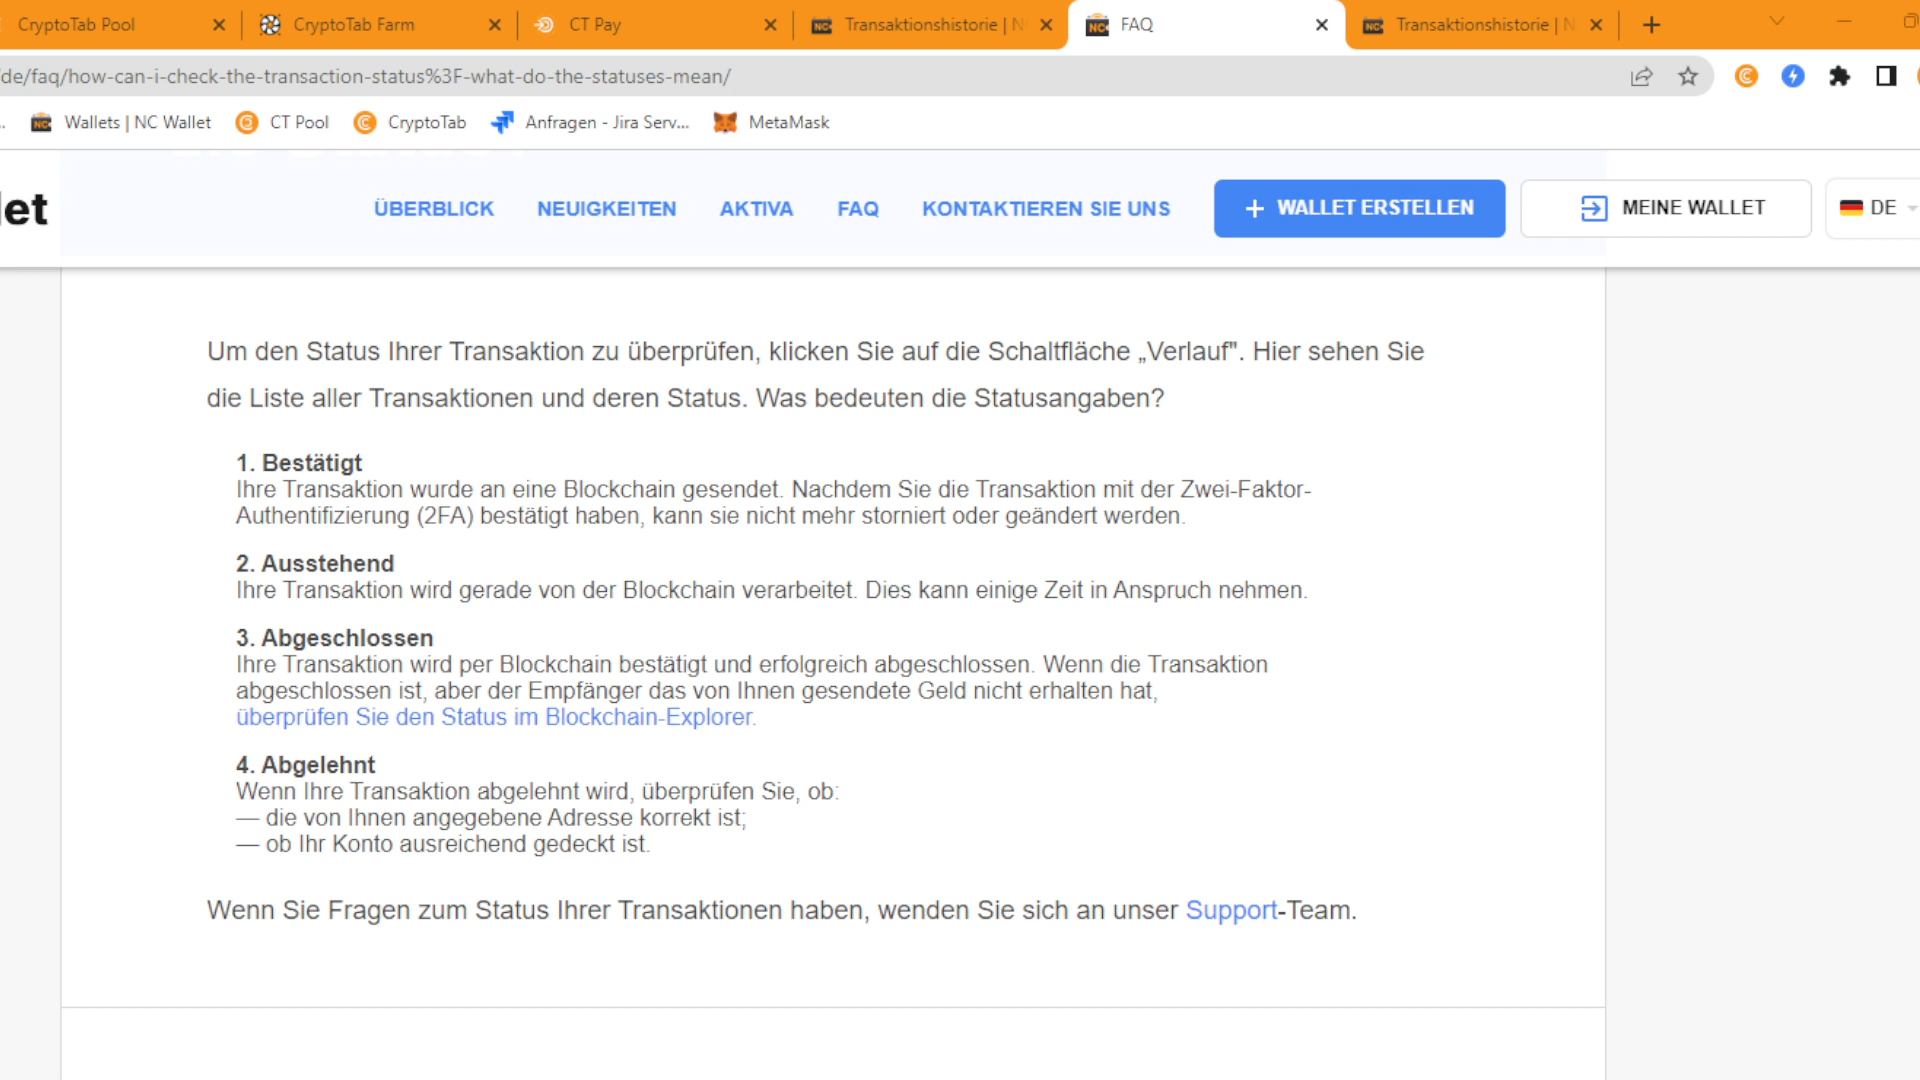 CryptoTab Pool
CryptoTab Farm
CT Pay
Transaktionshistorie | N
FAQ
Transaktionshistorie | N
de/faq/how-can-i-check-the-transaction-status%3F-what-do-the-statuses-mean/
Wallets | NC Wallet
CT Pool
CryptoTab
Anfragen - Jira Serv...
MetaMask
let
ÜBERBLICK
NEUIGKEITEN
AKTIVA
FAQ
KONTAKTIEREN SIE UNS
+ WALLET ERSTELLEN
MEINE WALLET
DE
Um den Status Ihrer Transaktion zu überprüfen, klicken Sie auf die Schaltfläche „Verlauf". Hier sehen Sie
die Liste aller Transaktionen und deren Status. Was bedeuten die Statusangaben?
1. Bestätigt
Ihre Transaktion wurde an eine Blockchain gesendet. Nachdem Sie die Transaktion mit der Zwei-Faktor-
Authentifizierung (2FA) bestätigt haben, kann sie nicht mehr storniert oder geändert werden.
2. Ausstehend
Ihre Transaktion wird gerade von der Blockchain verarbeitet. Dies kann einige Zeit in Anspruch nehmen.
3. Abgeschlossen
Ihre Transaktion wird per Blockchain bestätigt und erfolgreich abgeschlossen. Wenn die Transaktion
abgeschlossen ist, aber der Empfänger das von Ihnen gesendete Geld nicht erhalten hat,
überprüfen Sie den Status im Blockchain-Explorer.
4. Abgelehnt
Wenn Ihre Transaktion abgelehnt wird, überprüfen Sie, ob:
— die von Ihnen angegebene Adresse korrekt ist;
— ob Ihr Konto ausreichend gedeckt ist.
Wenn Sie Fragen zum Status Ihrer Transaktionen haben, wenden Sie sich an unser Support-Team.